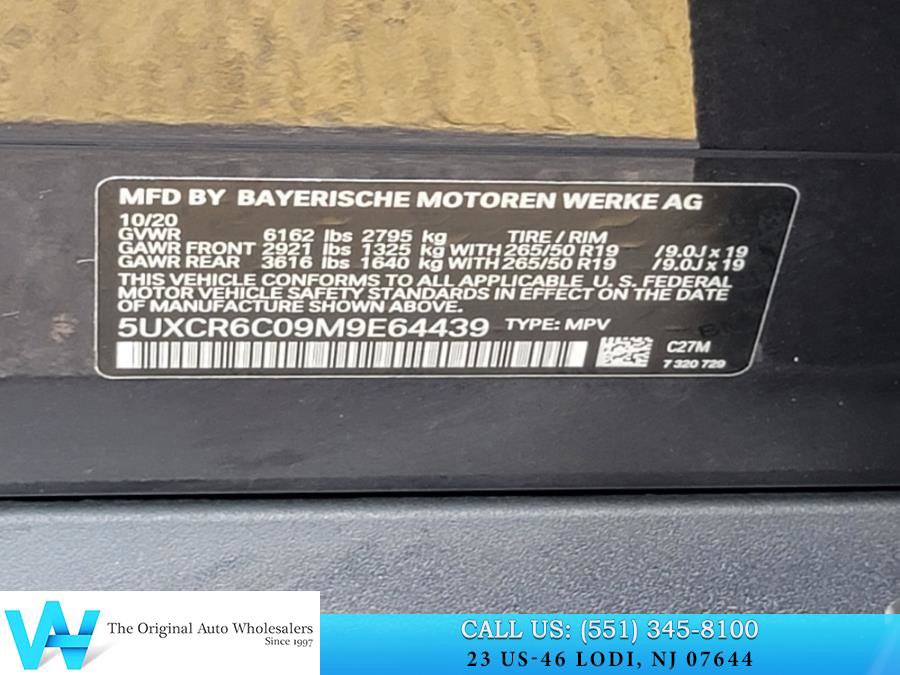 MFD BY BAYERISCHE MOTOREN WERKE AG
10/20
GVWR 6162 lbs 2795 kg TIRE / RIM
GAWR FRONT 2921 lbs 1325 kg WITH 265/50 R19 /9.0J x 19
GAWR REAR 3616 lbs 1640 kg WITH 265/50 R19 /9.0J x 19
THIS VEHICLE CONFORMS TO ALL APPLICABLE U. S. FEDERAL
MOTOR VEHICLE SAFETY STANDARDS IN EFFECT ON THE DATE
OF MANUFACTURE SHOWN ABOVE.
5UXCR6C09M9E64439 TYPE: MPV
C27M
7 320 729
The Original Auto Wholesalers
Since 1997
CALL US: (551) 345-8100
23 US-46 LODI, NJ 07644